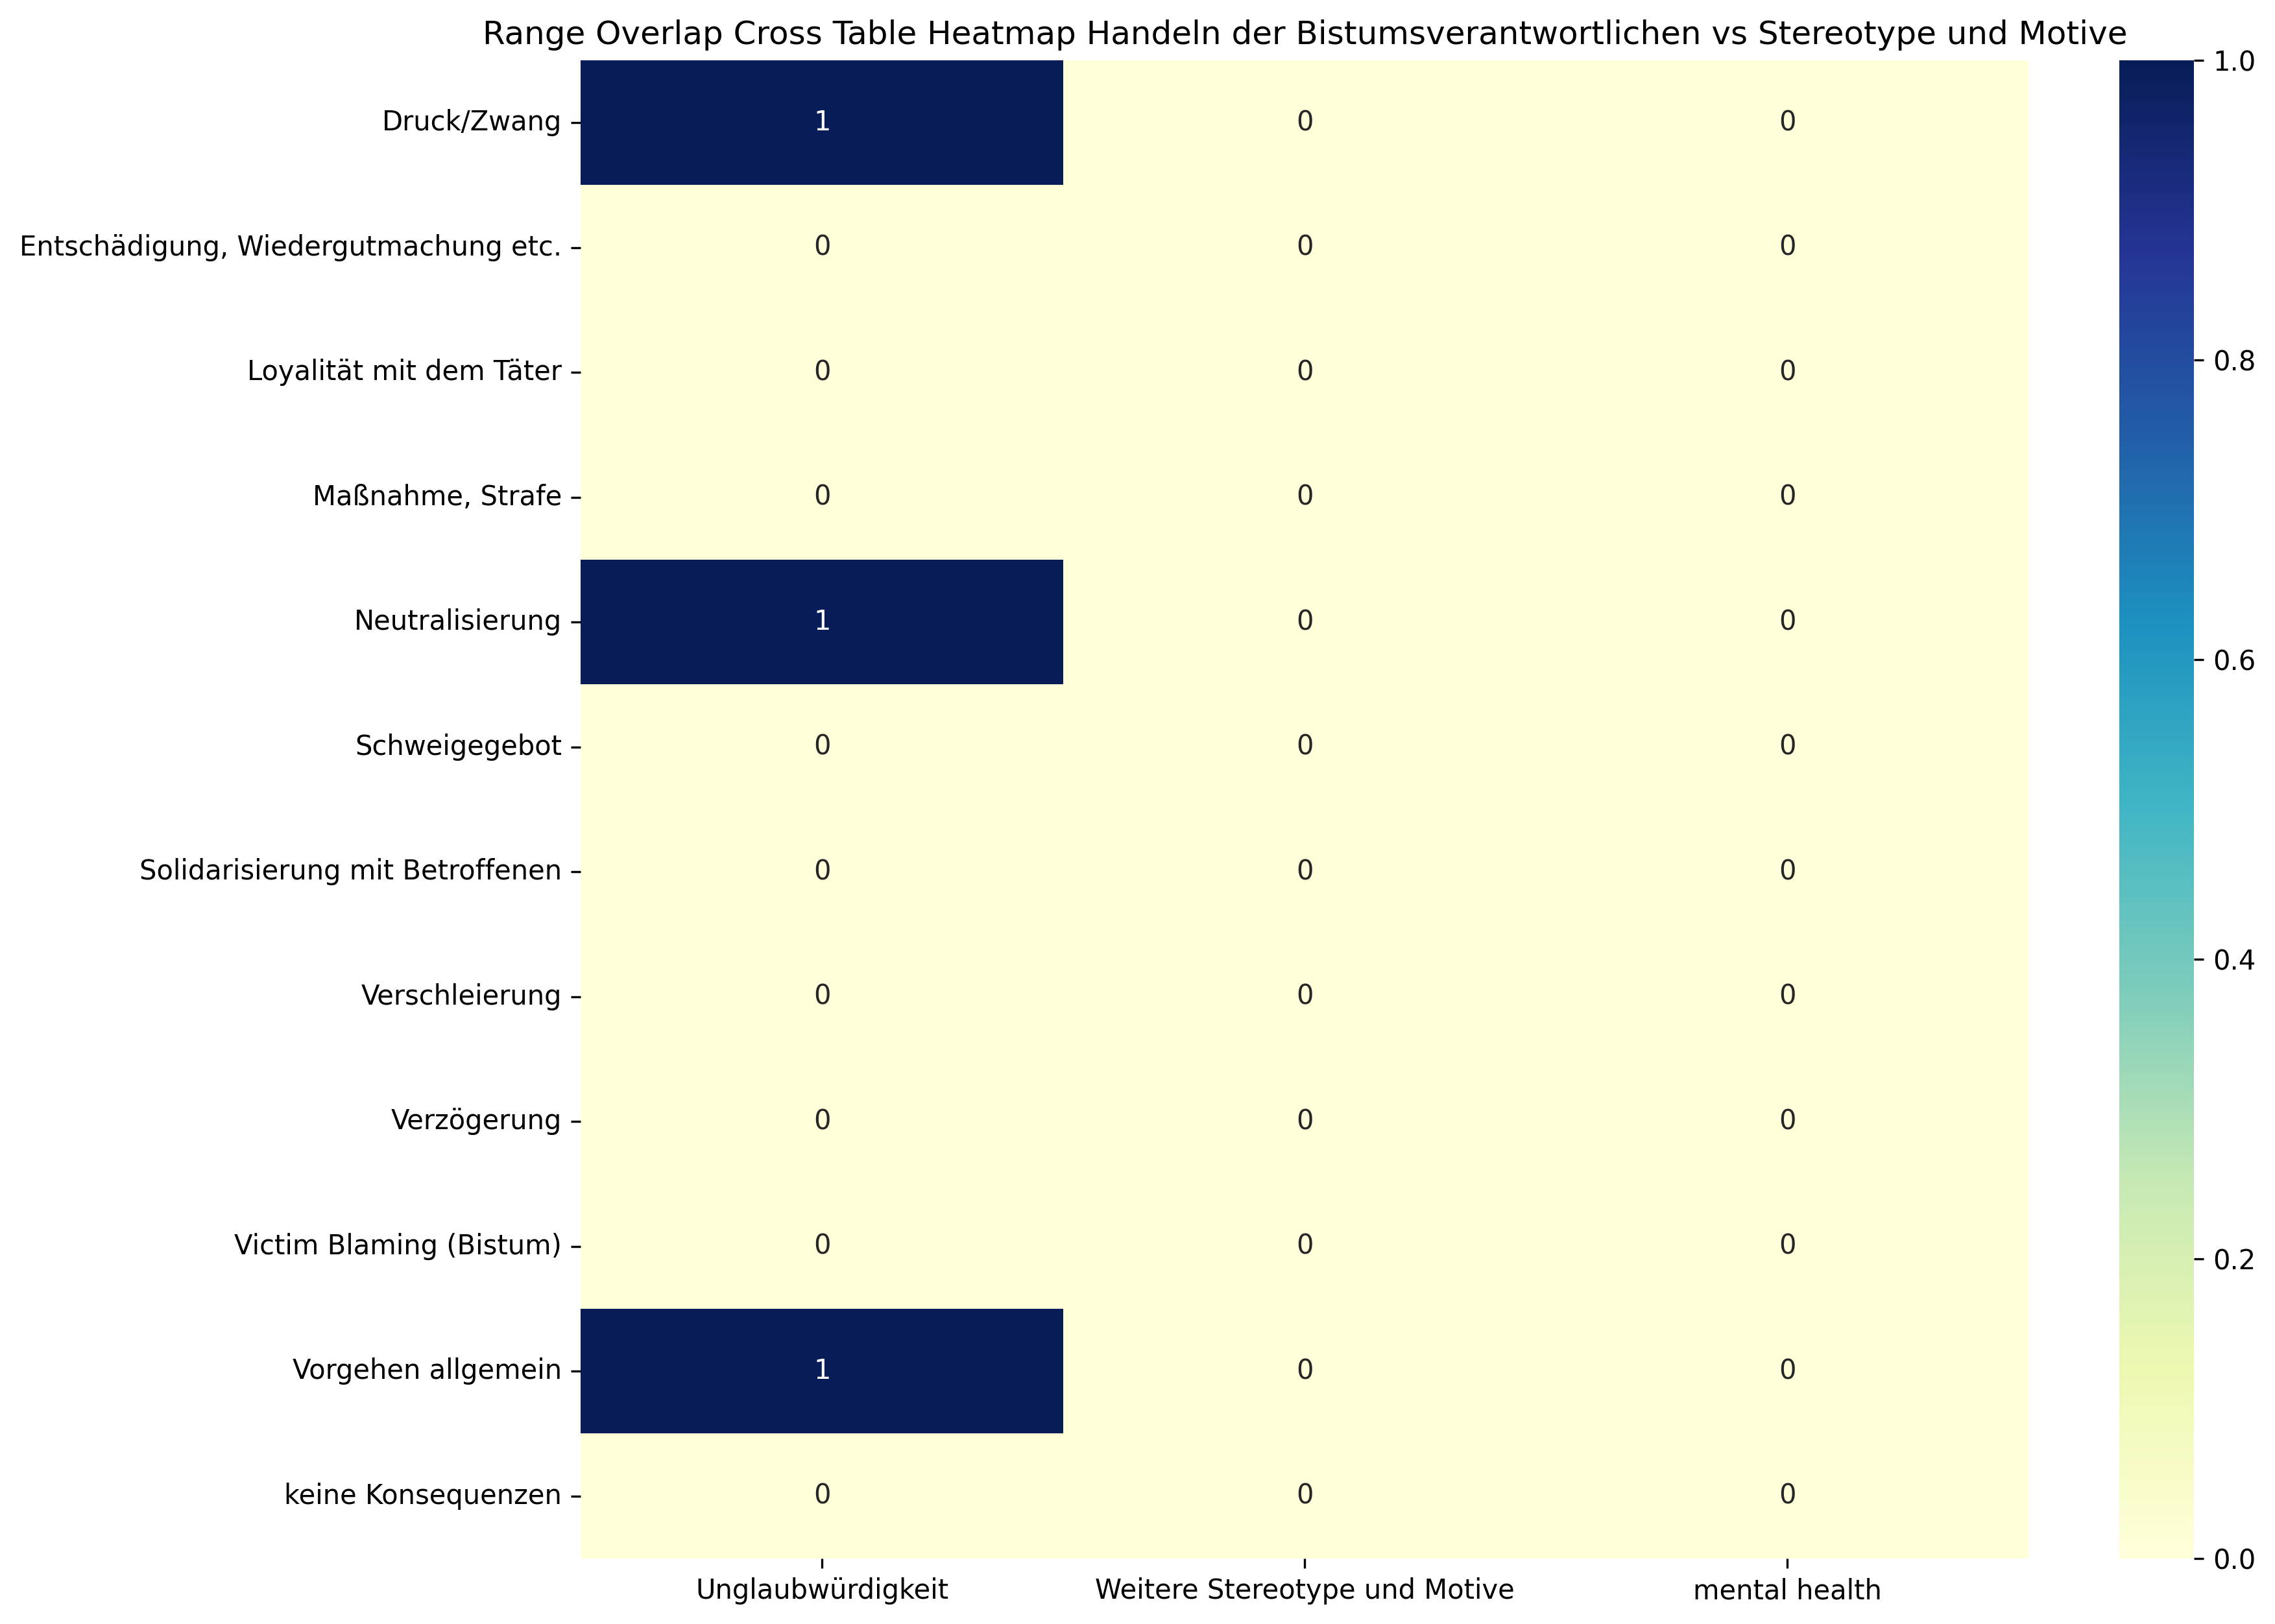 Range Overlap Cross Table Heatmap Handeln der Bistumsverantwortlichen vs Stereotype und Motive
Druck/Zwang 1 0 0
Entschädigung, Wiedergutmachung etc. 0 0 0
Loyalität mit dem Täter 0 0 0
Maßnahme, Strafe 0 0 0
Neutralisierung 1 0 0
Schweigegebot 0 0 0
Solidarisierung mit Betroffenen 0 0 0
Verschleierung 0 0 0
Verzögerung 0 0 0
Victim Blaming (Bistum) 0 0 0
Vorgehen allgemein 1 0 0
keine Konsequenzen 0 0 0
Unglaubwürdigkeit Weitere Stereotype und Motive mental health
1.0
0.8
0.6
0.4
0.2
0.0